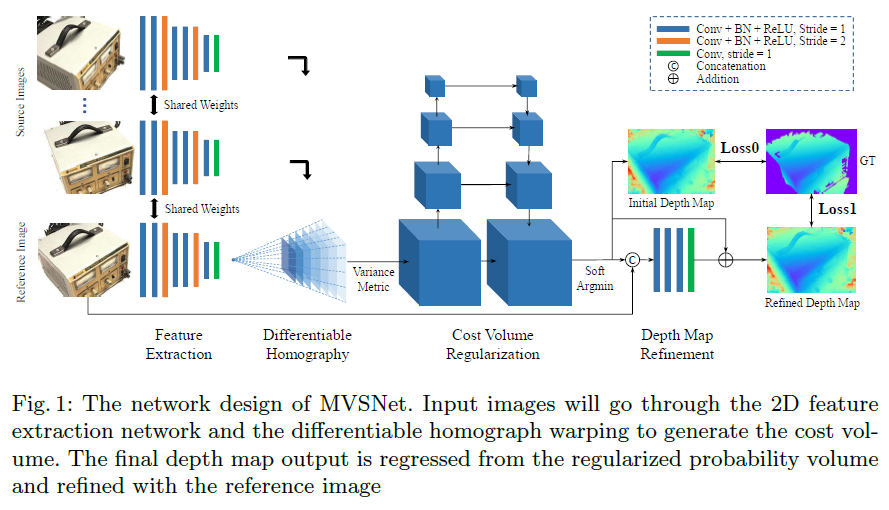 Source Images
Reference Image
Shared Weights
Shared Weights
Conv + BN + ReLU, Stride = 1
Conv + BN + ReLU, Stride = 2
Conv, stride = 1
C Concatenation
Addition
Variance
Metric
Soft
Argmin
C
Initial Depth Map
Loss0
GT
Loss1
Refined Depth Map
Feature
Extraction
Differentiable
Homography
Cost Volume
Regularization
Depth Map
Refinement
Fig. 1: The network design of MVSNet. Input images will go through the 2D feature
extraction network and the differentiable homograph warping to generate the cost vol-
ume. The final depth map output is regressed from the regularized probability volume
and refined with the reference image